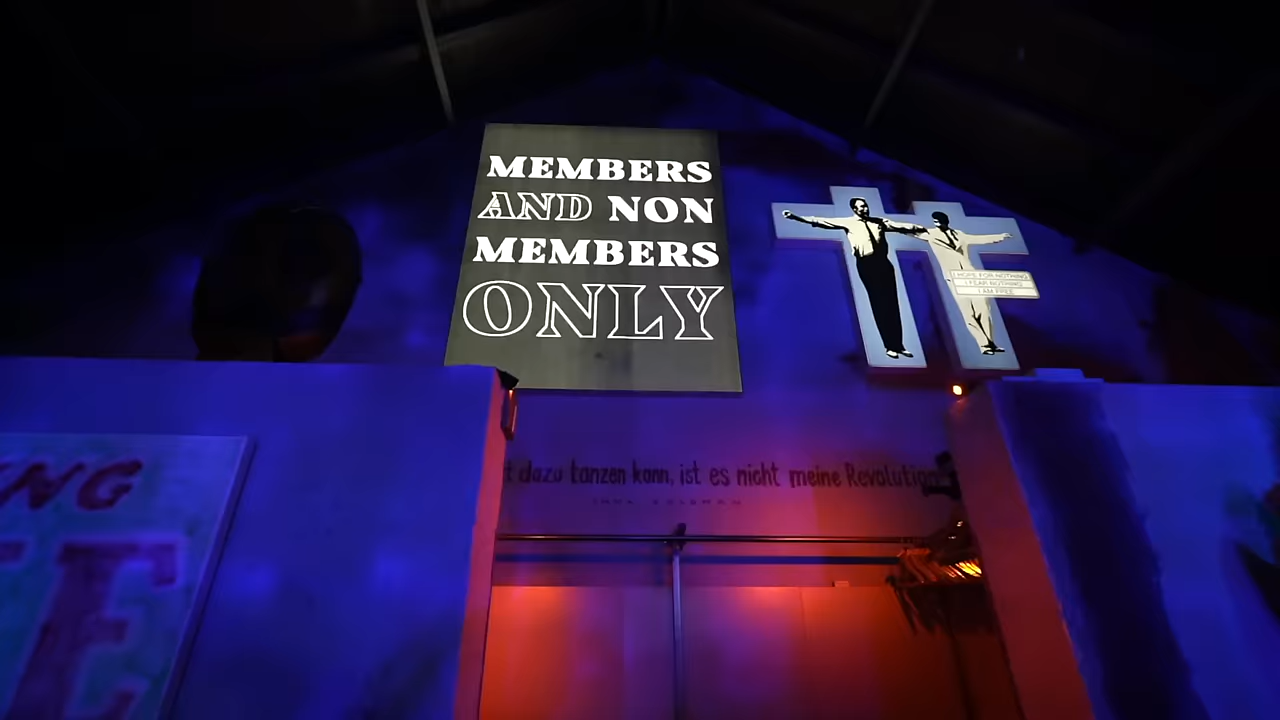 MEMBERS
AND NON
MEMBERS
ONLY
I HOPE FOR NOTHING
I FEAR NOTHING
I AM FREE
t dazu tanzen kann, ist es nicht meine Revolution
NG
E